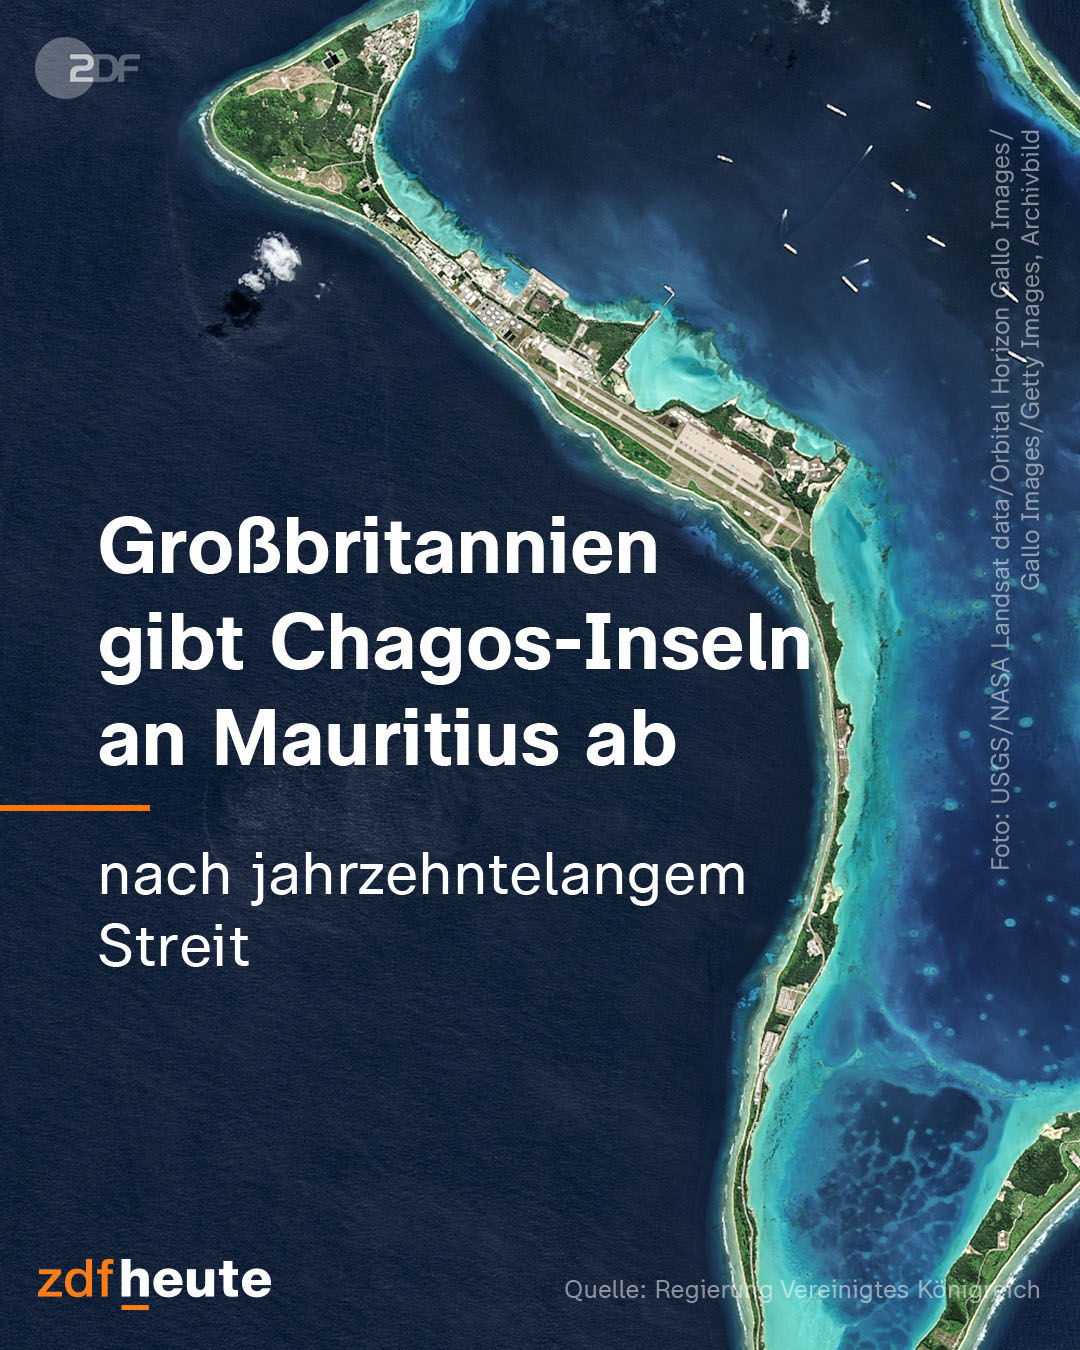 ZDF
Foto: USGS/NASA Landsat data/Orbital Horizon Gallo Images/
Gallo Images/Getty Images, Archivbild
Großbritannien
gibt Chagos-Inseln
an Mauritius ab
nach jahrzehntelangem
Streit
zdfheute
Quelle: Regierung Vereinigtes Königreich